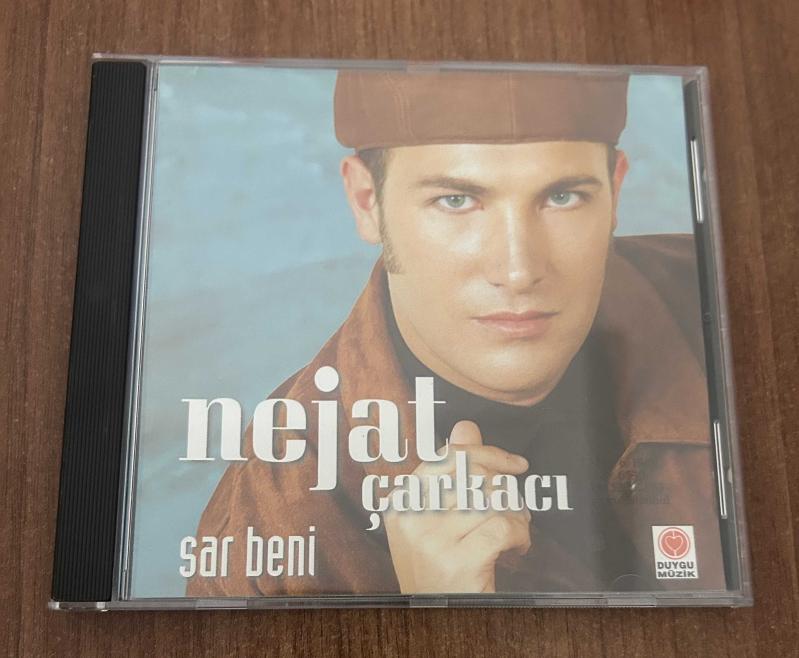 nejat
çarkacı
sar beni
DUYGU
MÜZİK